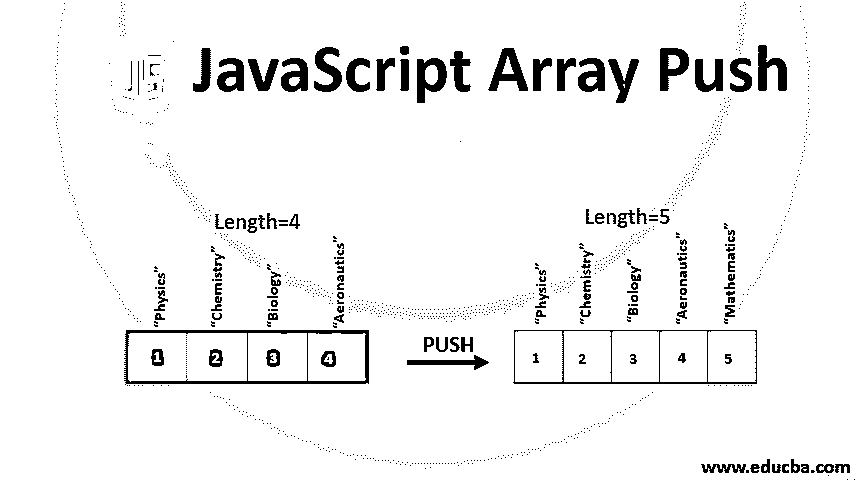 JS
JavaScript Array Push
Length=4
"Physics"
"Chemistry"
"Biology"
"Aeronautics"
1 2 3 4
PUSH
Length=5
"Physics"
"Chemistry"
"Biology"
"Aeronautics"
"Mathematics"
1 2 3 4 5
www.educba.com